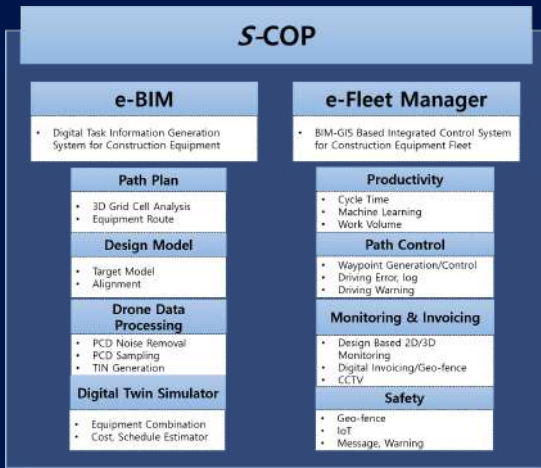 S-COP
e-BIM
• Digital Task Information Generation
System for Construction Equipment
Path Plan
• 3D Grid Cell Analysis
• Equipment Route
Design Model
• Target Model
• Alignment
Drone Data
Processing
• PCD Noise Removal
• PCD Sampling
• TIN Generation
Digital Twin Simulator
• Equipment Combination
• Cost, Schedule Estimator
e-Fleet Manager
• BIM-GIS Based Integrated Control System
for Construction Equipment Fleet
Productivity
• Cycle Time
• Machine Learning
• Work Volume
Path Control
• Waypoint Generation/Control
• Driving Error, log
• Driving Warning
Monitoring & Invoicing
• Design Based 2D/3D
Monitoring
• Digital Invoicing/Geo-fence
• CCTV
Safety
• Geo-fence
• IoT
• Message, Warning